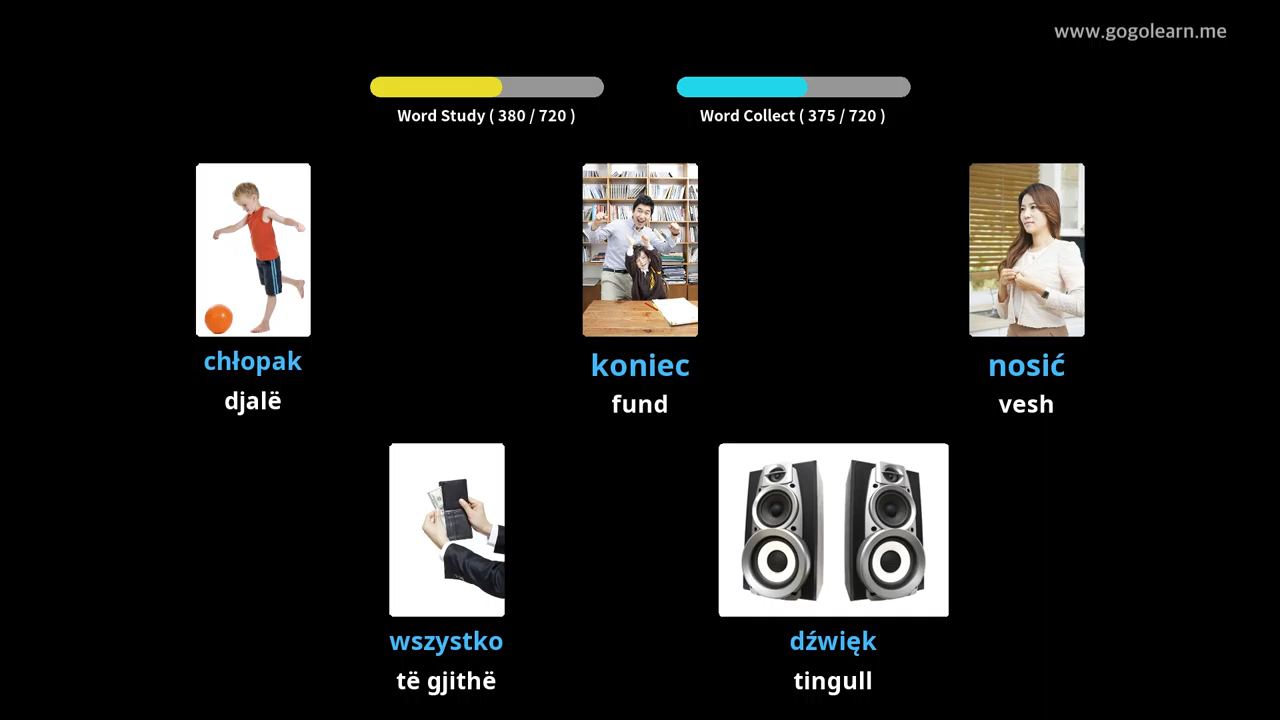 www.gogolearn.me
Word Study ( 380 / 720 )
Word Collect ( 375 / 720 )
chłopak
djalë
koniec
fund
nosić
vesh
wszystko
të gjithë
dźwięk
tingull